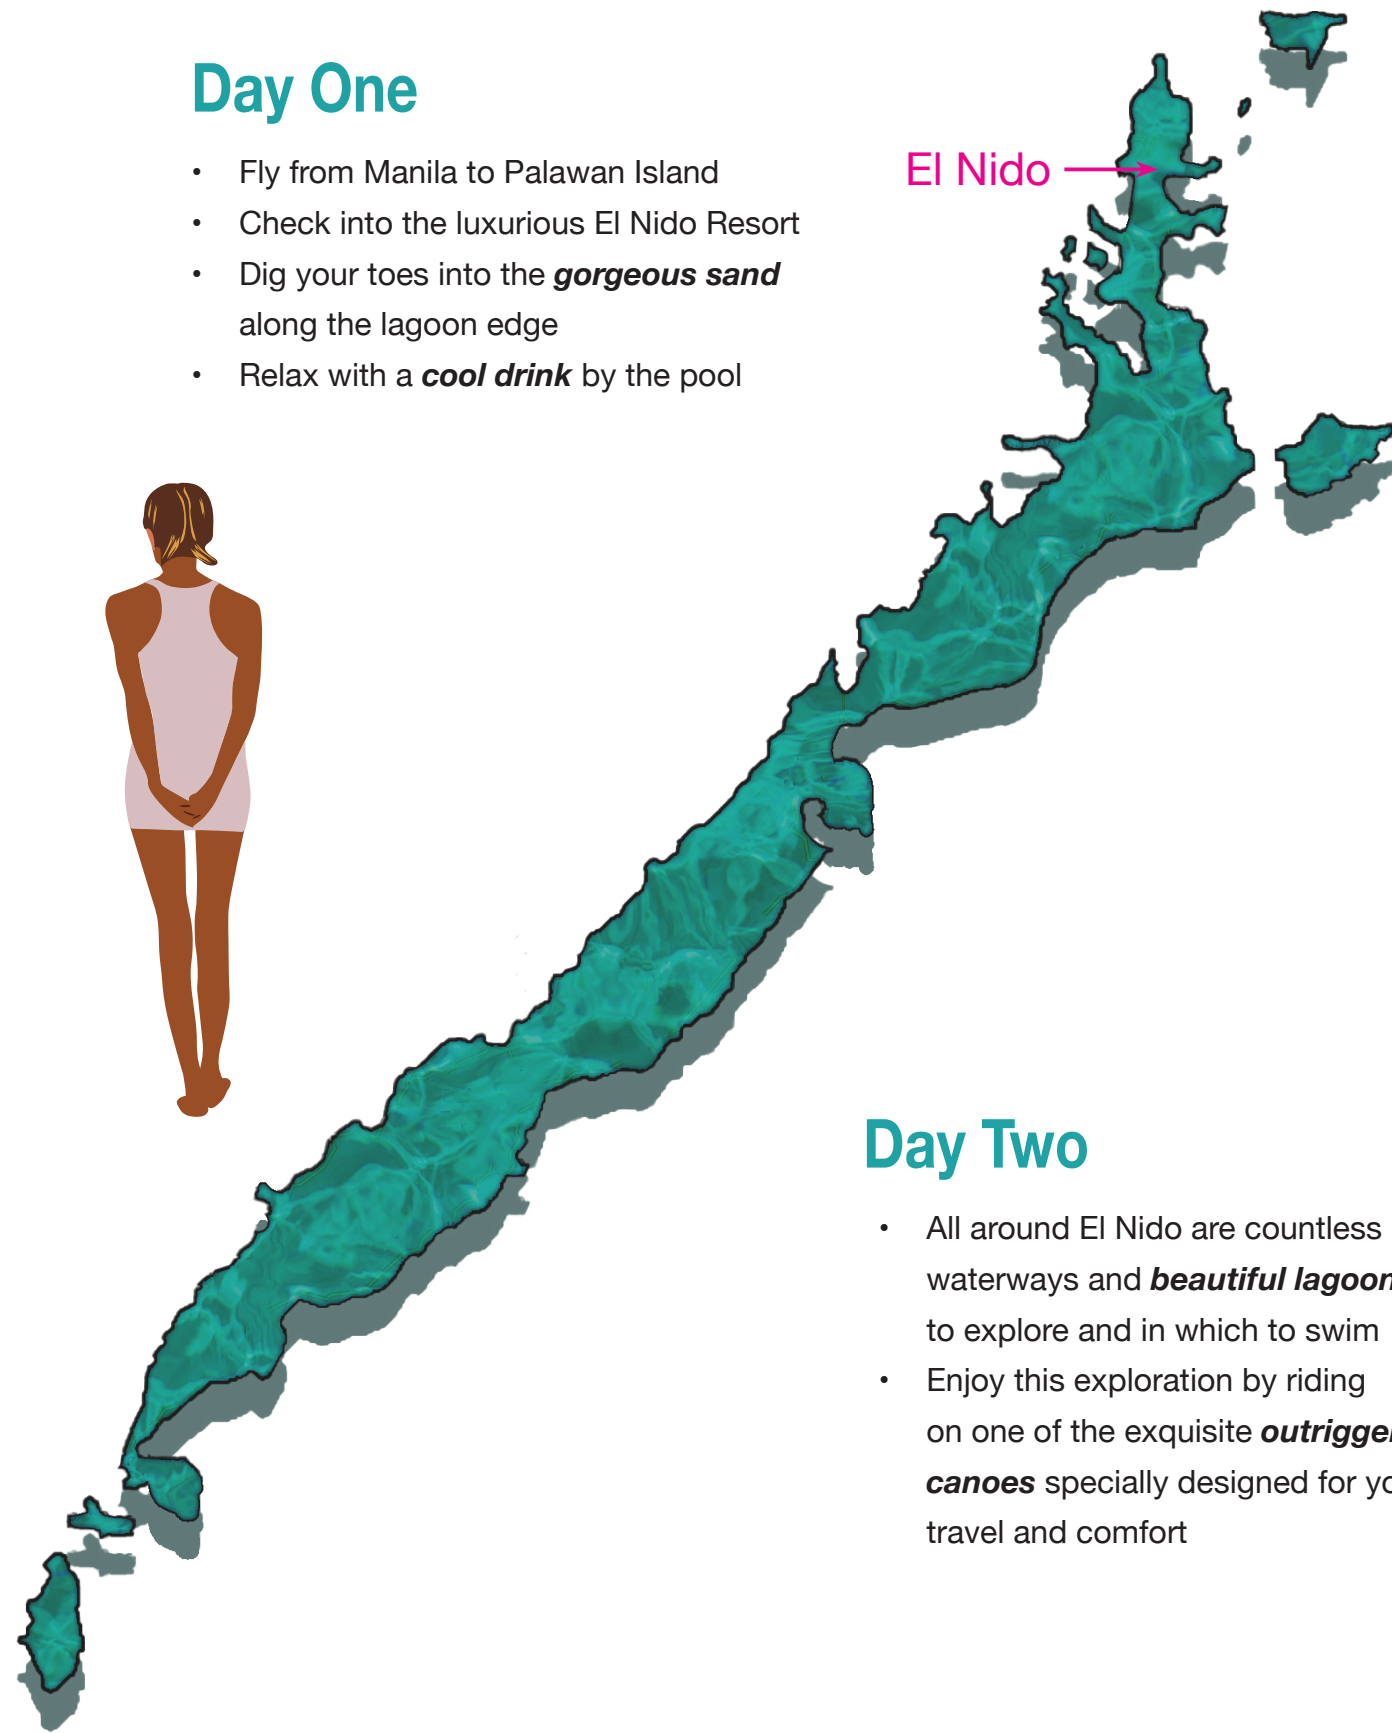 Day One
• Fly from Manila to Palawan Island
• Check into the luxurious El Nido Resort
• Dig your toes into the gorgeous sand
along the lagoon edge
• Relax with a cool drink by the pool
El Nido
Day Two
• All around El Nido are countless
waterways and beautiful lagoon
to explore and in which to swim
• Enjoy this exploration by riding
on one of the exquisite outrigger
canoes specially designed for
travel and comfort